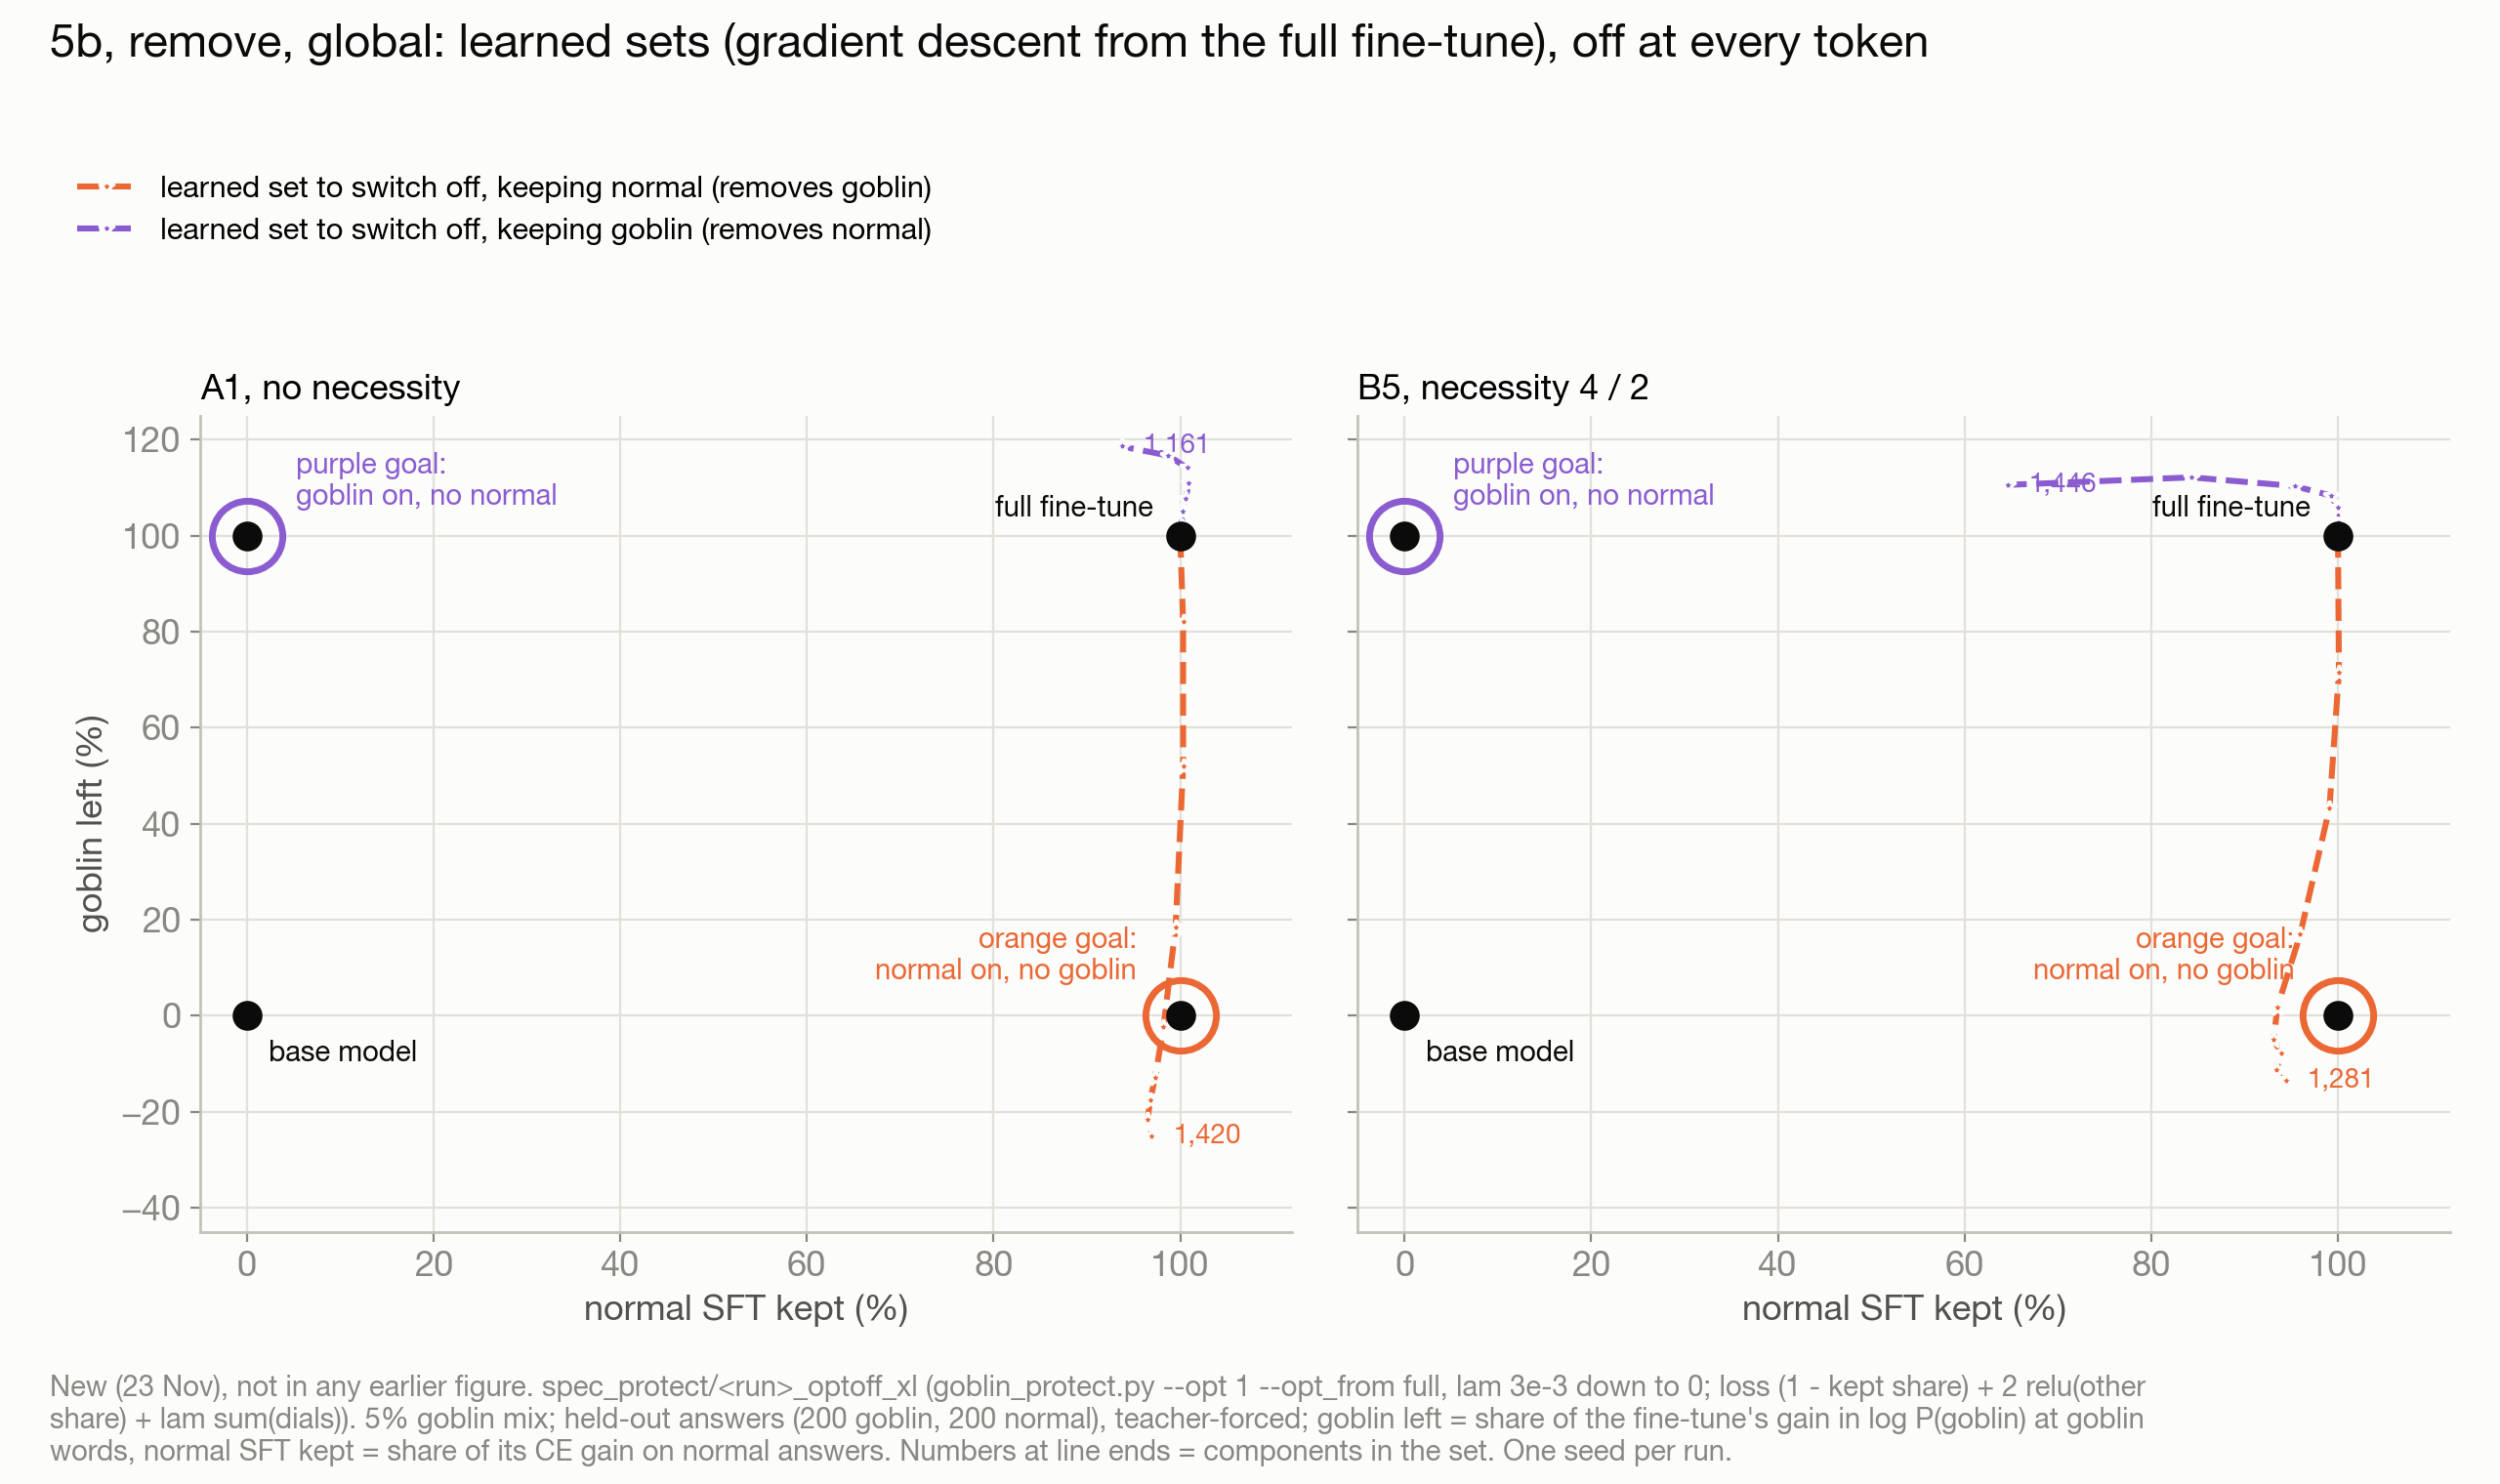 5b, remove, global: learned sets (gradient descent from the full fine-tune), off at every token
learned set to switch off, keeping normal (removes goblin)
learned set to switch off, keeping goblin (removes normal)
A1, no necessity
120
100
80
60
40
20
0
−20
−40
goblin left (%)
purple goal:
goblin on, no normal
1,161
full fine-tune
orange goal:
normal on, no goblin
base model
1,420
0
20
40
60
80
100
normal SFT kept (%)
B5, necessity 4 / 2
purple goal:
goblin on, no normal
1,446
full fine-tune
orange goal:
normal on, no goblin
base model
1,281
0
20
40
60
80
100
normal SFT kept (%)
New (23 Nov), not in any earlier figure. spec_protect/<run>_optoff_xl (goblin_protect.py --opt 1 --opt_from full, lam 3e-3 down to 0; loss (1 - kept share) + 2 relu(other
share) + lam sum(dials)). 5% goblin mix; held-out answers (200 goblin, 200 normal), teacher-forced; goblin left = share of the fine-tune's gain in log P(goblin) at goblin
words, normal SFT kept = share of its CE gain on normal answers. Numbers at line ends = components in the set. One seed per run.